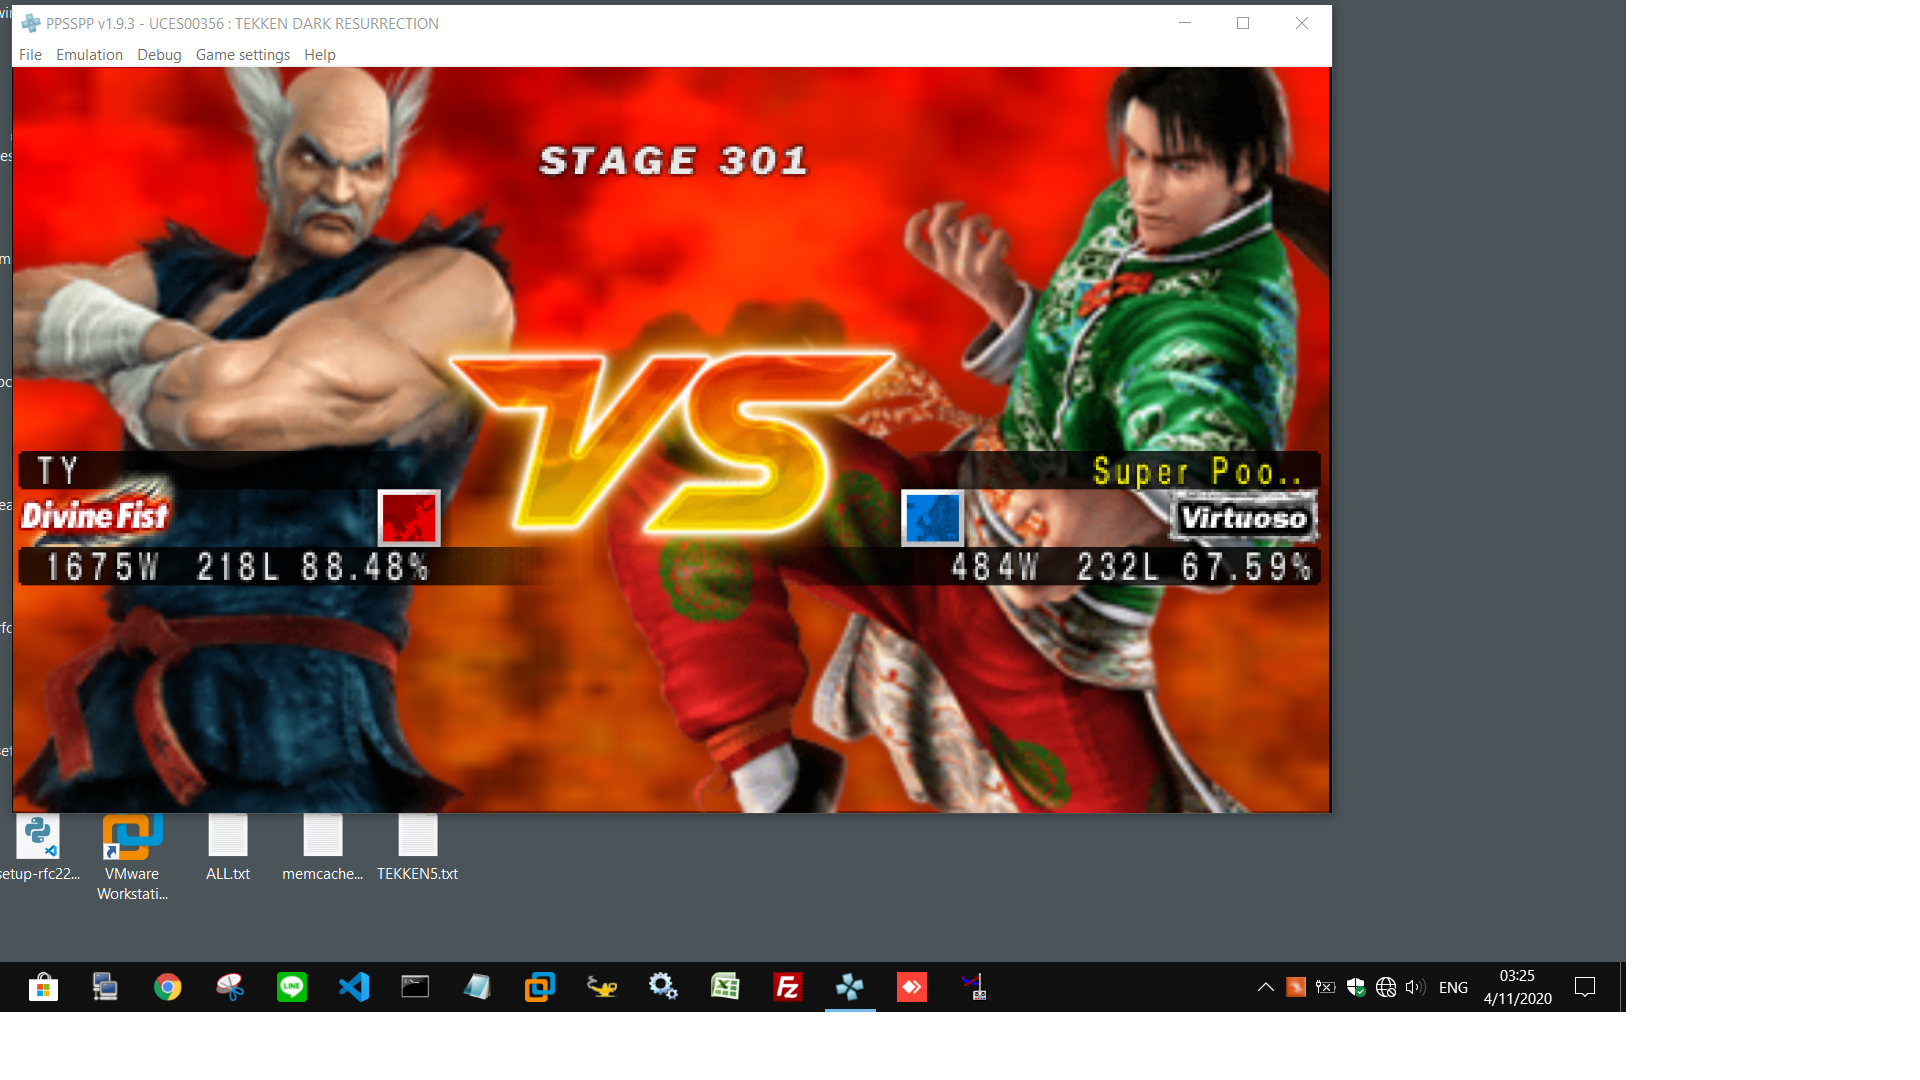 PPSSPP v1.9.3 - UCES00356 : TEKKEN DARK RESURRECTION
File Emulation Debug Game settings Help
STAGE 301
VS
TY
Super Poo..
Divine Fist
Virtuoso
1675W 218L 88.48%
484W 232L 67.59%
setup-rfc22...
VMware
Workstati...
ALL.txt
memcache...
TEKKEN5.txt
LINE
Fz
ENG
03:25
4/11/2020